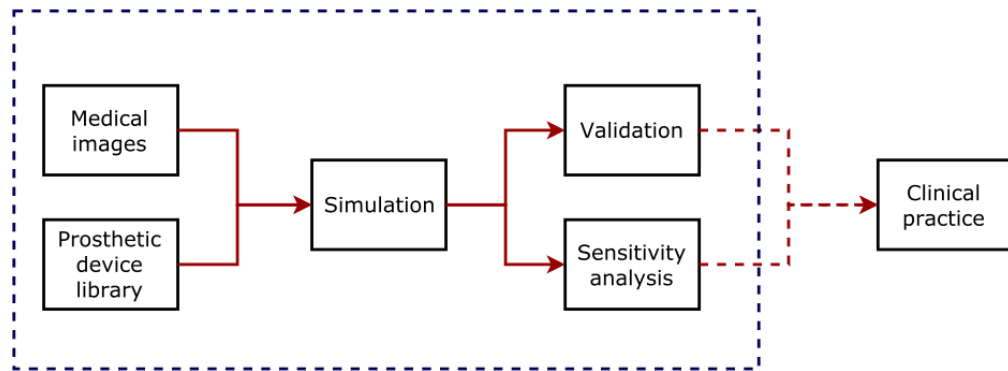 Medical
images
Prosthetic
device
library
Simulation
Validation
Sensitivity
analysis
Clinical
practice